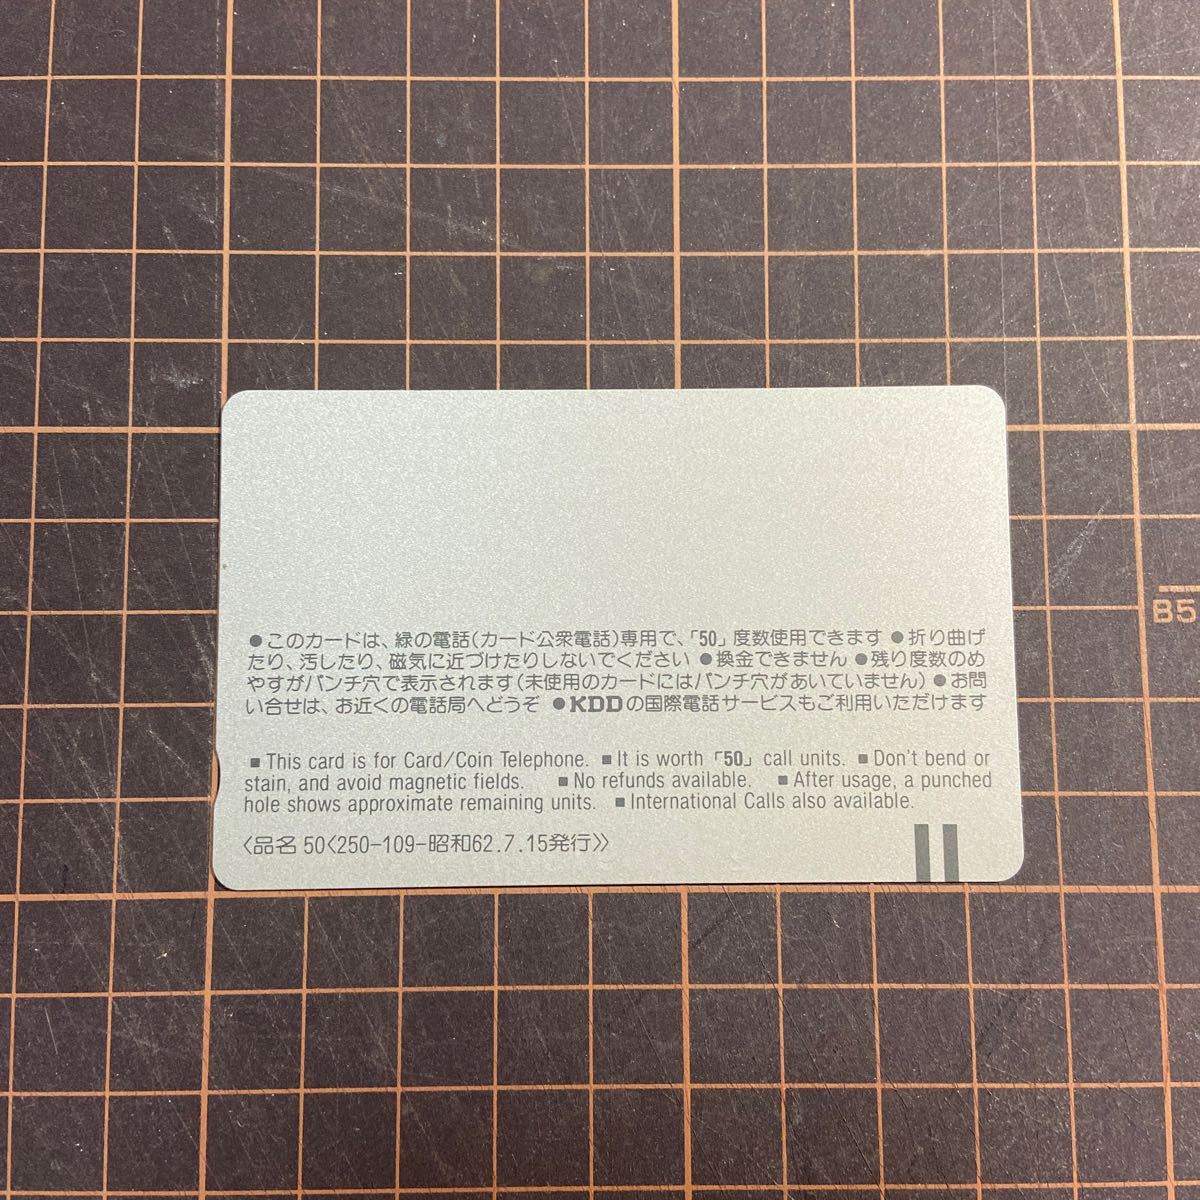 ●このカードは、緑の電話(カード公衆電話)専用で、「50」度数使用できます ●折り曲げ
たり、汚したり、磁気に近づけたりしないでください ●換金できません ●残り度数のめ
やすがパンチ穴で表示されます(未使用のカードにはパンチ穴があいていません) ●お問
い合せは、お近くの電話局へどうぞ ●KDDの国際電話サービスもご利用いただけます
■ This card is for Card/Coin Telephone. ■ It is worth「50」call units. ■ Don't bend or
stain, and avoid magnetic fields. ■ No refunds available. ■ After usage, a punched
hole shows approximate remaining units. ■ International Calls also available.
〈品名 50〈250-109-昭和62.7.15発行〉〉
B5